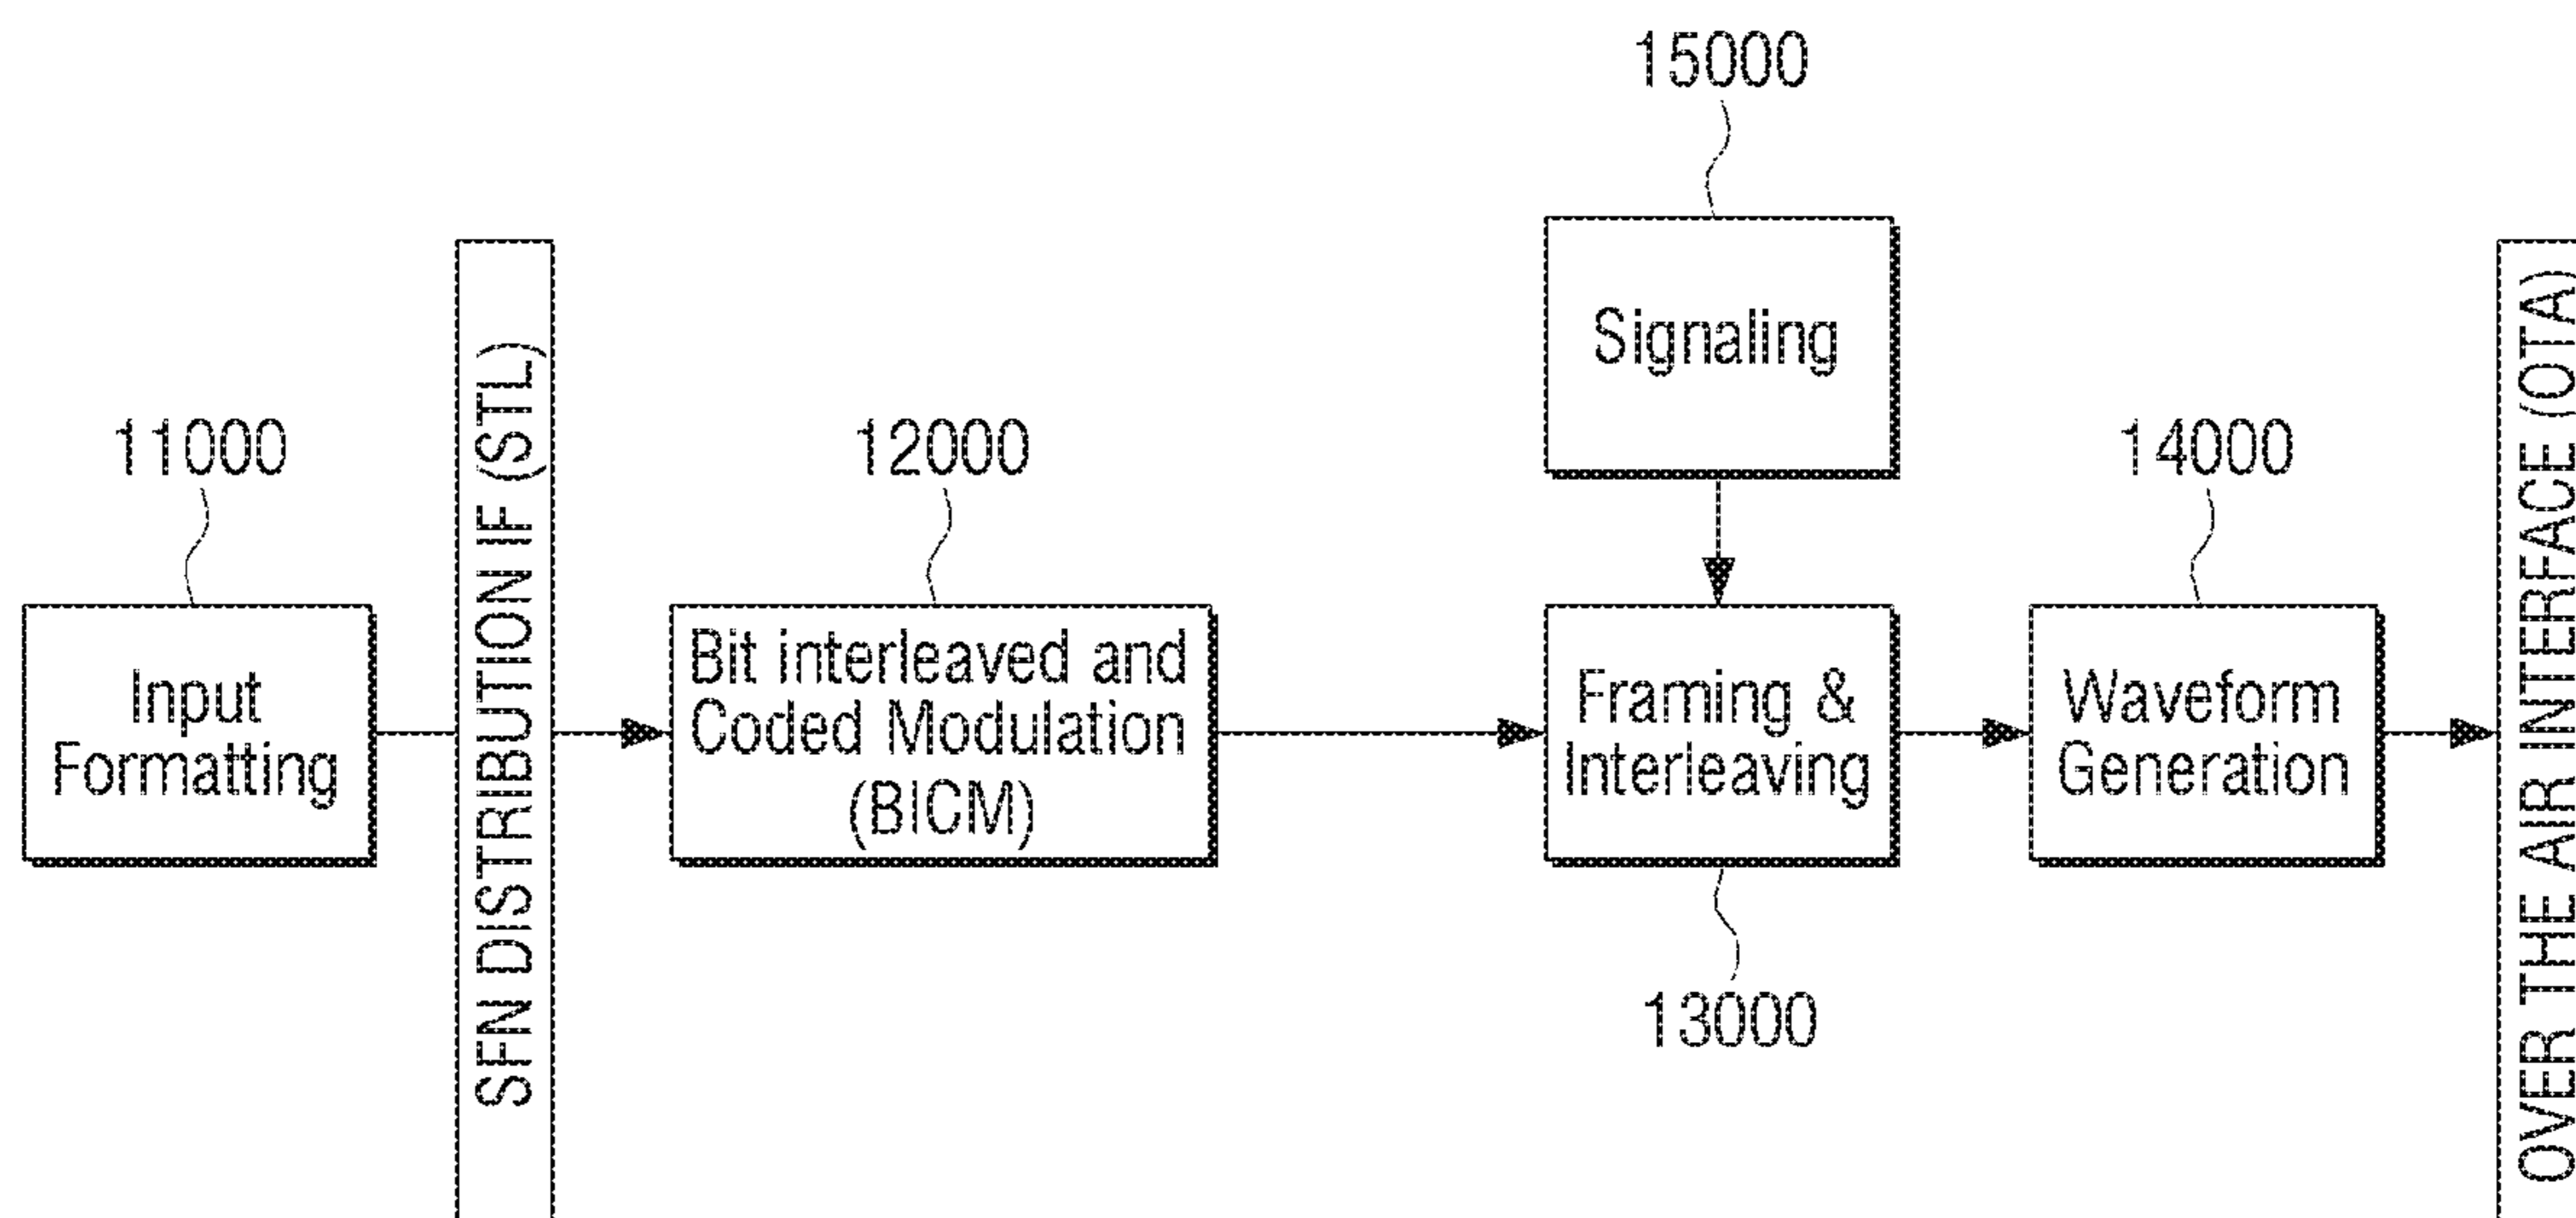 15000
Signaling
11000
12000
14000
Input
Formatting
SFN DISTRIBUTION IF (STL)
Bit interleaved and
Coded Modulation
(BICM)
Framing &
Interleaving
Waveform
Generation
OVER THE AIR INTERFACE (OTA)
13000